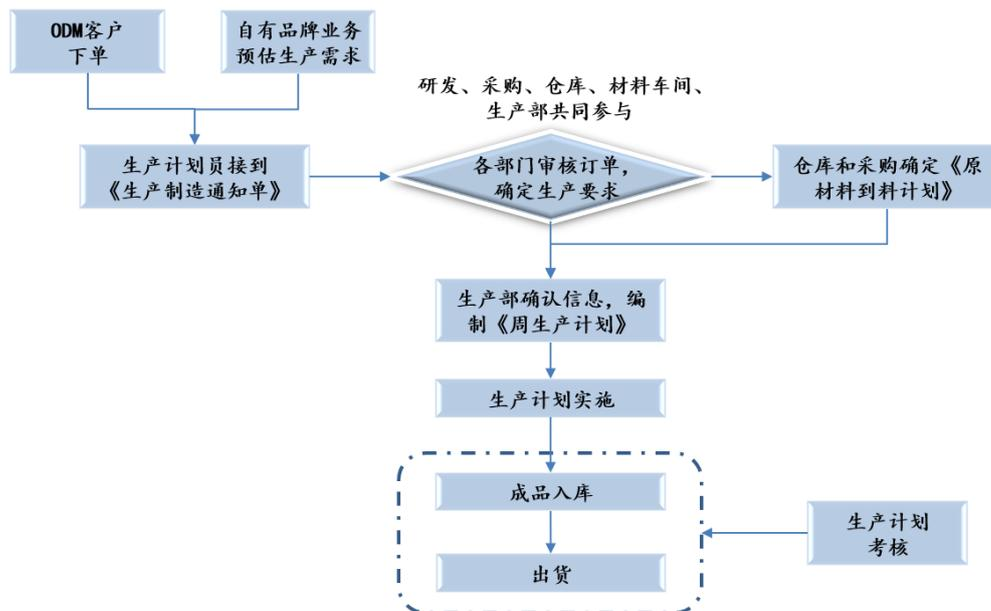 ODM客户
下单
自有品牌业务
预估生产需求
研发、采购、仓库、材料车间、
生产部共同参与
生产计划员接到
《生产制造通知单》
各部门审核订单，
确定生产要求
仓库和采购确定《原
材料到料计划》
生产部确认信息，编
制《周生产计划》
生产计划实施
成品入库
生产计划
考核
出货